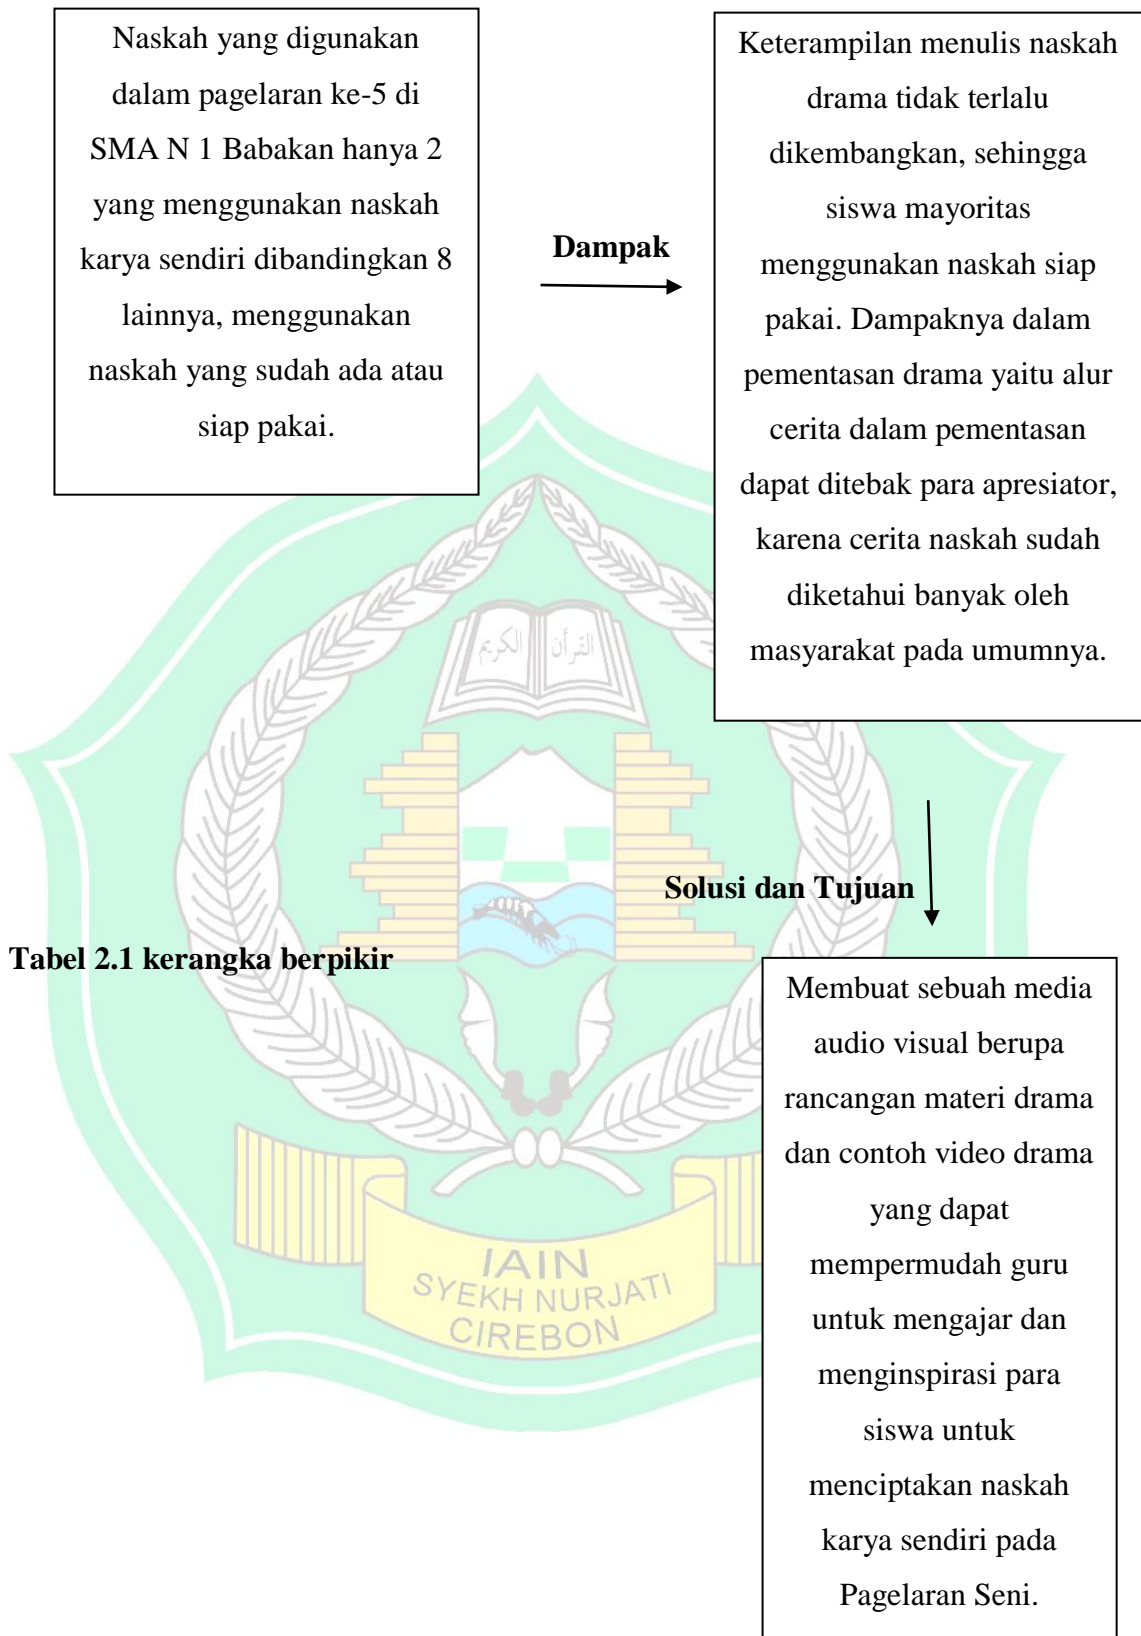 Naskah yang digunakan
dalam pagelaran ke-5 di
SMA N 1 Babakan hanya 2
yang menggunakan naskah
karya sendiri dibandingkan 8
lainnya, menggunakan
naskah yang sudah ada atau
siap pakai.
Dampak
Keterampilan menulis naskah
drama tidak terlalu
dikembangkan, sehingga
siswa mayoritas
menggunakan naskah siap
pakai. Dampaknya dalam
pementasan drama yaitu alur
cerita dalam pementasan
dapat ditebak para apresiator,
karena cerita naskah sudah
diketahui banyak oleh
masyarakat pada umumnya.
القرآن الكريم
Solusi dan Tujuan
Tabel 2.1 kerangka berpikir
Membuat sebuah media
audio visual berupa
rancangan materi drama
dan contoh video drama
yang dapat
mempermudah guru
untuk mengajar dan
menginspirasi para
siswa untuk
menciptakan naskah
karya sendiri pada
Pagelaran Seni.
IAIN
SYEKH NURJATI
CIREBON